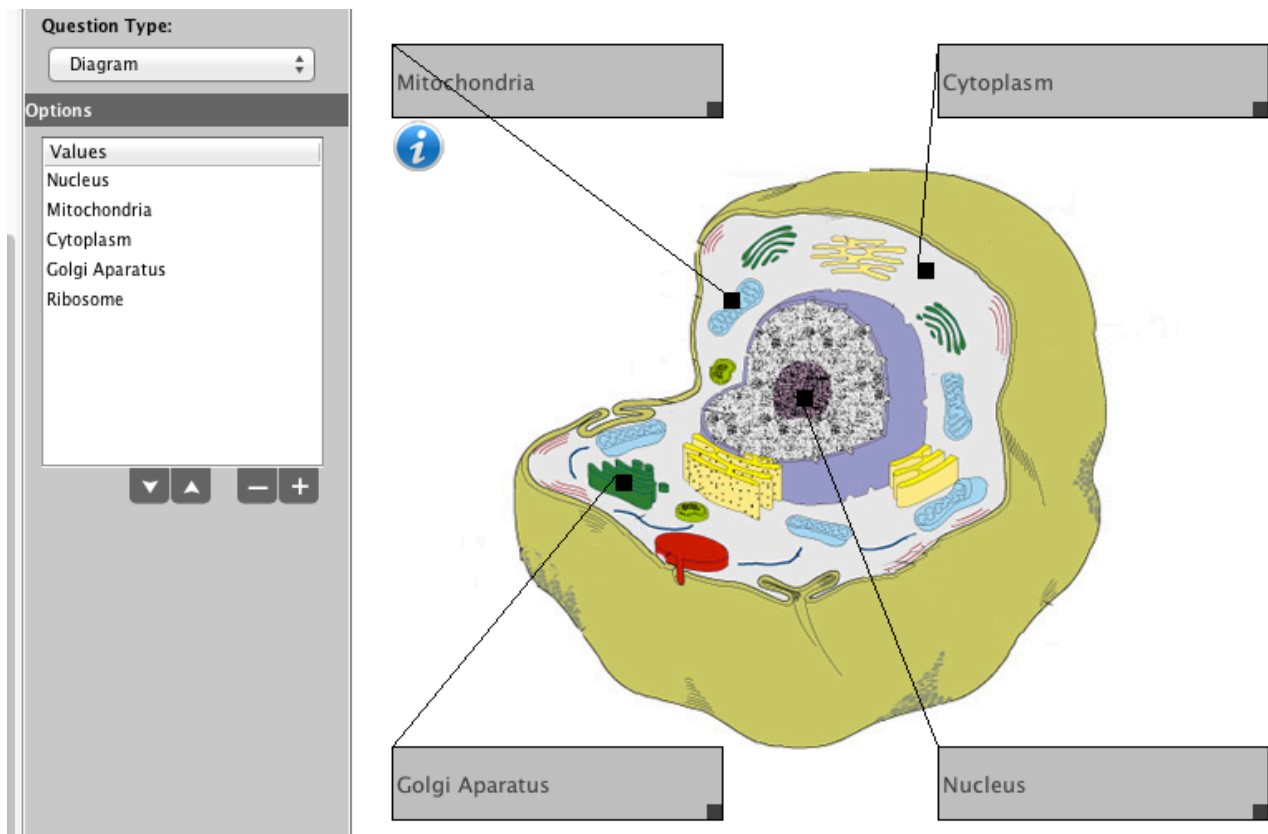 Question Type:
Diagram
Options
Values
Nucleus
Mitochondria
Cytoplasm
Golgi Aparatus
Ribosome
Mitochondria
Cytoplasm
i
Golgi Aparatus
Nucleus